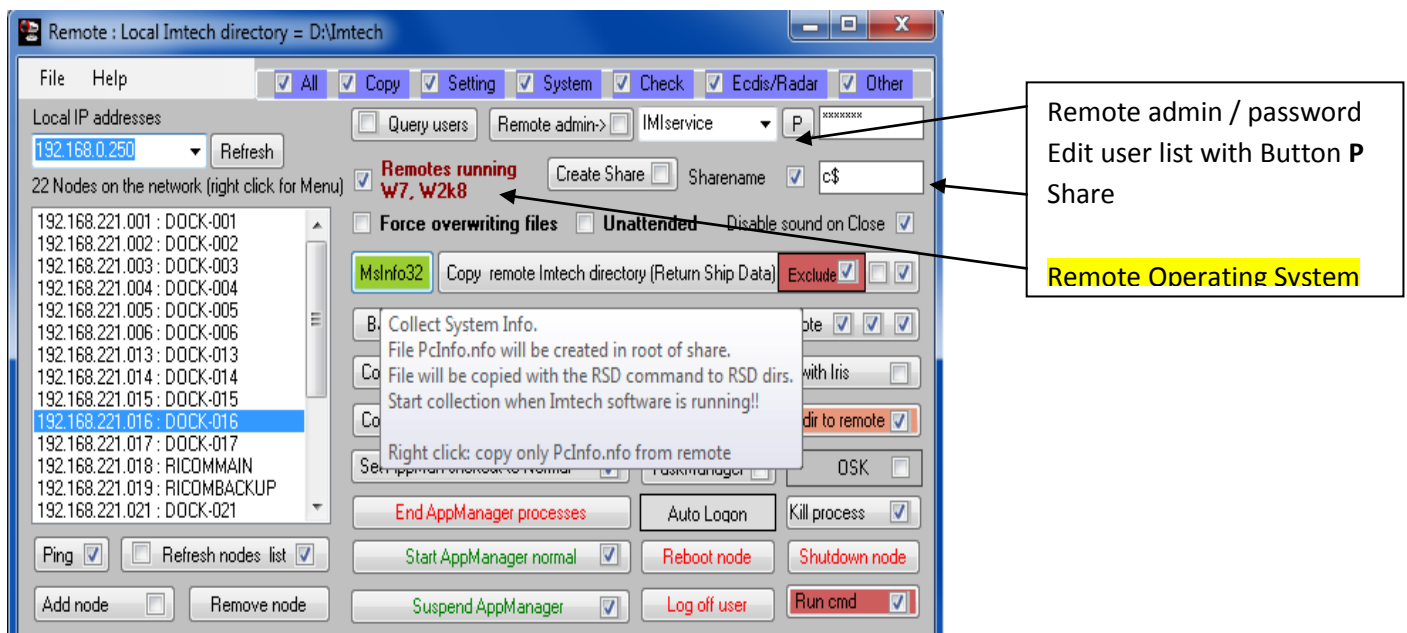 Remote : Local Imtech directory = D:\Imtech
File Help All Copy Setting System Check Ecdis/Radar Other
Local IP addresses
Query users Remote admin-> IMIservice P xxxxxxx
192.168.0.250 Refresh
Remotes running
W7, W2k8
Create Share Sharename c$
22 Nodes on the network (right click for Menu)
Force overwriting files Unattended Disable sound on Close
192.168.221.001 : DOCK-001
192.168.221.002 : DOCK-002
192.168.221.003 : DOCK-003
192.168.221.004 : DOCK-004
192.168.221.005 : DOCK-005
192.168.221.006 : DOCK-006
192.168.221.013 : DOCK-013
192.168.221.014 : DOCK-014
192.168.221.015 : DOCK-015
192.168.221.016 : DOCK-016
192.168.221.017 : DOCK-017
192.168.221.018 : RICOMMAIN
192.168.221.019 : RICOMBACKUP
192.168.221.021 : DOCK-021
MsInfo32 Copy remote Imtech directory (Return Ship Data) Exclude
Collect System Info.
File PcInfo.nfo will be created in root of share.
File will be copied with the RSD command to RSD dirs.
Start collection when Imtech software is running!!
Right click: copy only PcInfo.nfo from remote
with Iris
dir to remote
TaskManager OSK
End AppManager processes Auto Logon Kill process
Ping Refresh nodes list Start AppManager normal Reboot node Shutdown node
Add node Remove node Suspend AppManager Log off user Run cmd
Remote admin / password
Edit user list with Button P
Share
Remote Operating System